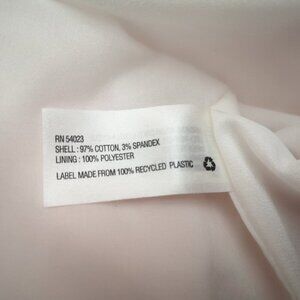 RN 54023
SHELL : 97% COTTON, 3% SPANDEX
LINING : 100% POLYESTER
LABEL MADE FROM 100% RECYCLED PLASTIC